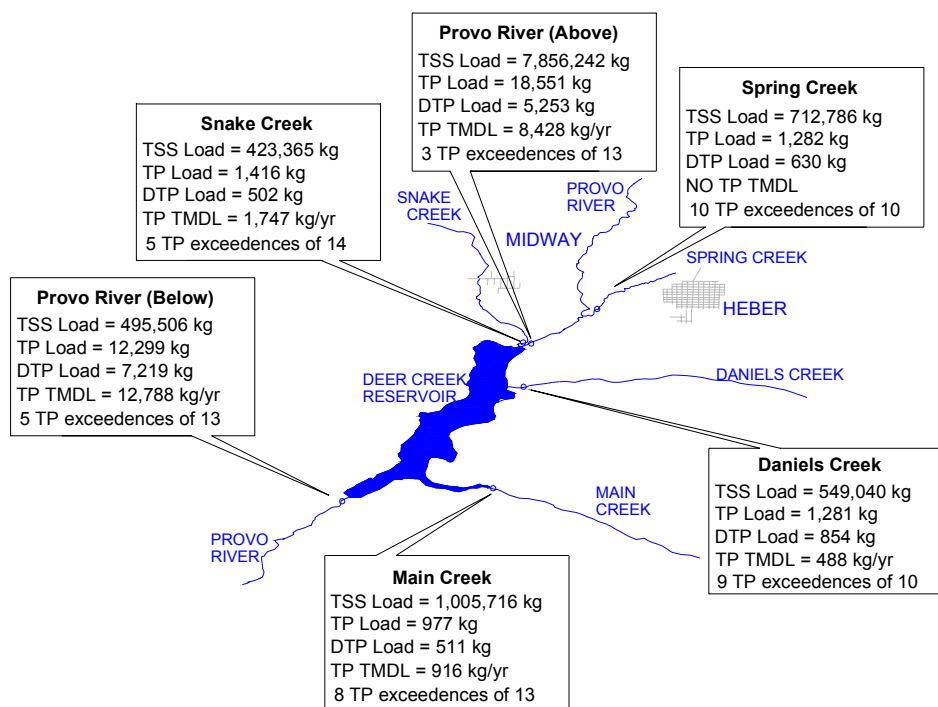 Provo River (Above)
TSS Load = 7,856,242 kg
TP Load = 18,551 kg
DTP Load = 5,253 kg
TP TMDL = 8,428 kg/yr
3 TP exceedences of 13
Spring Creek
TSS Load = 712,786 kg
TP Load = 1,282 kg
DTP Load = 630 kg
NO TP TMDL
10 TP exceedences of 10
Snake Creek
TSS Load = 423,365 kg
TP Load = 1,416 kg
DTP Load = 502 kg
TP TMDL = 1,747 kg/yr
5 TP exceedences of 14
SNAKE
CREEK
PROVO
RIVER
MIDWAY
SPRING CREEK
HEBER
Provo River (Below)
TSS Load = 495,506 kg
TP Load = 12,299 kg
DTP Load = 7,219 kg
TP TMDL = 12,788 kg/yr
5 TP exceedences of 13
DEER CREEK
RESERVOIR
DANIELS CREEK
Daniels Creek
TSS Load = 549,040 kg
TP Load = 1,281 kg
DTP Load = 854 kg
TP TMDL = 488 kg/yr
9 TP exceedences of 10
MAIN
CREEK
PROVO
RIVER
Main Creek
TSS Load = 1,005,716 kg
TP Load = 977 kg
DTP Load = 511 kg
TP TMDL = 916 kg/yr
8 TP exceedences of 13